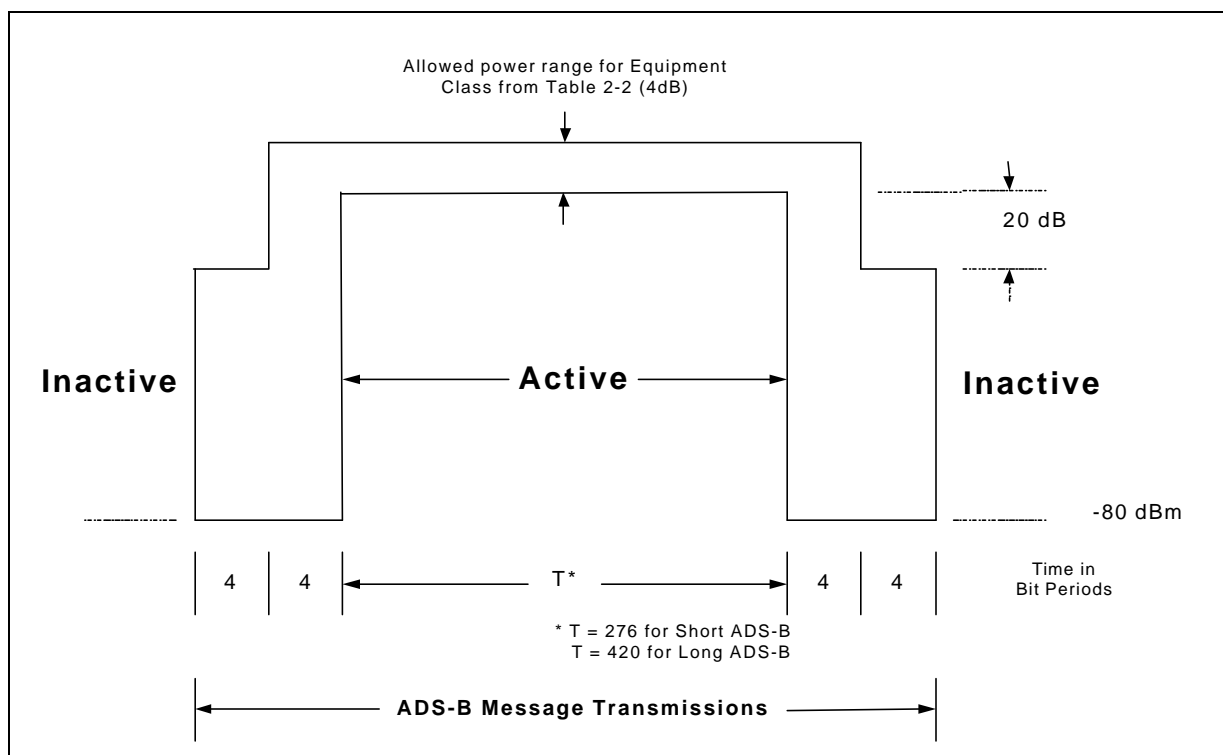 Allowed power range for Equipment
Class from Table 2-2 (4dB)
20 dB
Inactive
Active
Inactive
-80 dBm
4
4
T*
4
4
Time in
Bit Periods
* T = 276 for Short ADS-B
T = 420 for Long ADS-B
ADS-B Message Transmissions